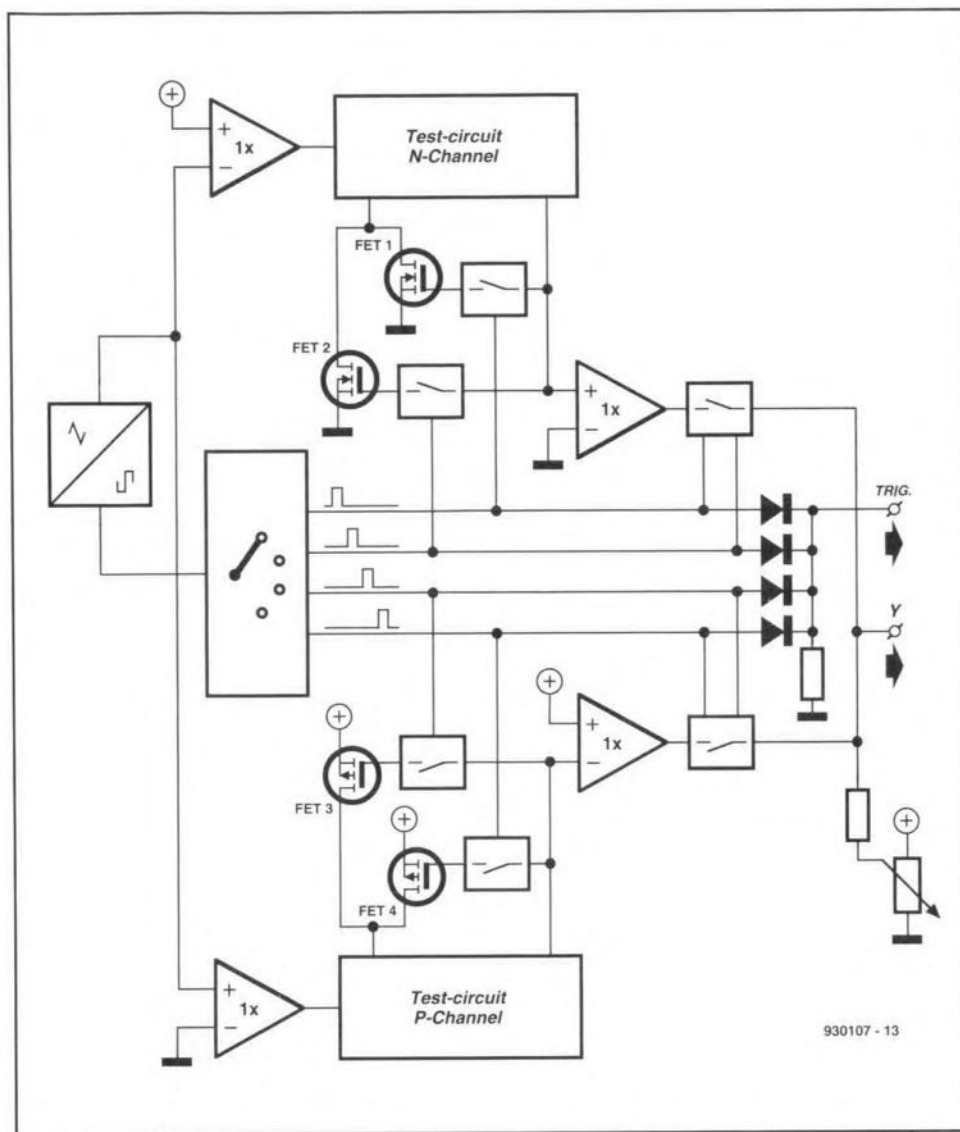 Test-circuit
N-Channel
+
+
1x
−
FET 1
FET 2
+
1x
−
TRIG.
Y
+
+
1x
−
+
FET 3
+
FET 4
+
+
1x
−
Test-circuit
P-Channel
930107 - 13